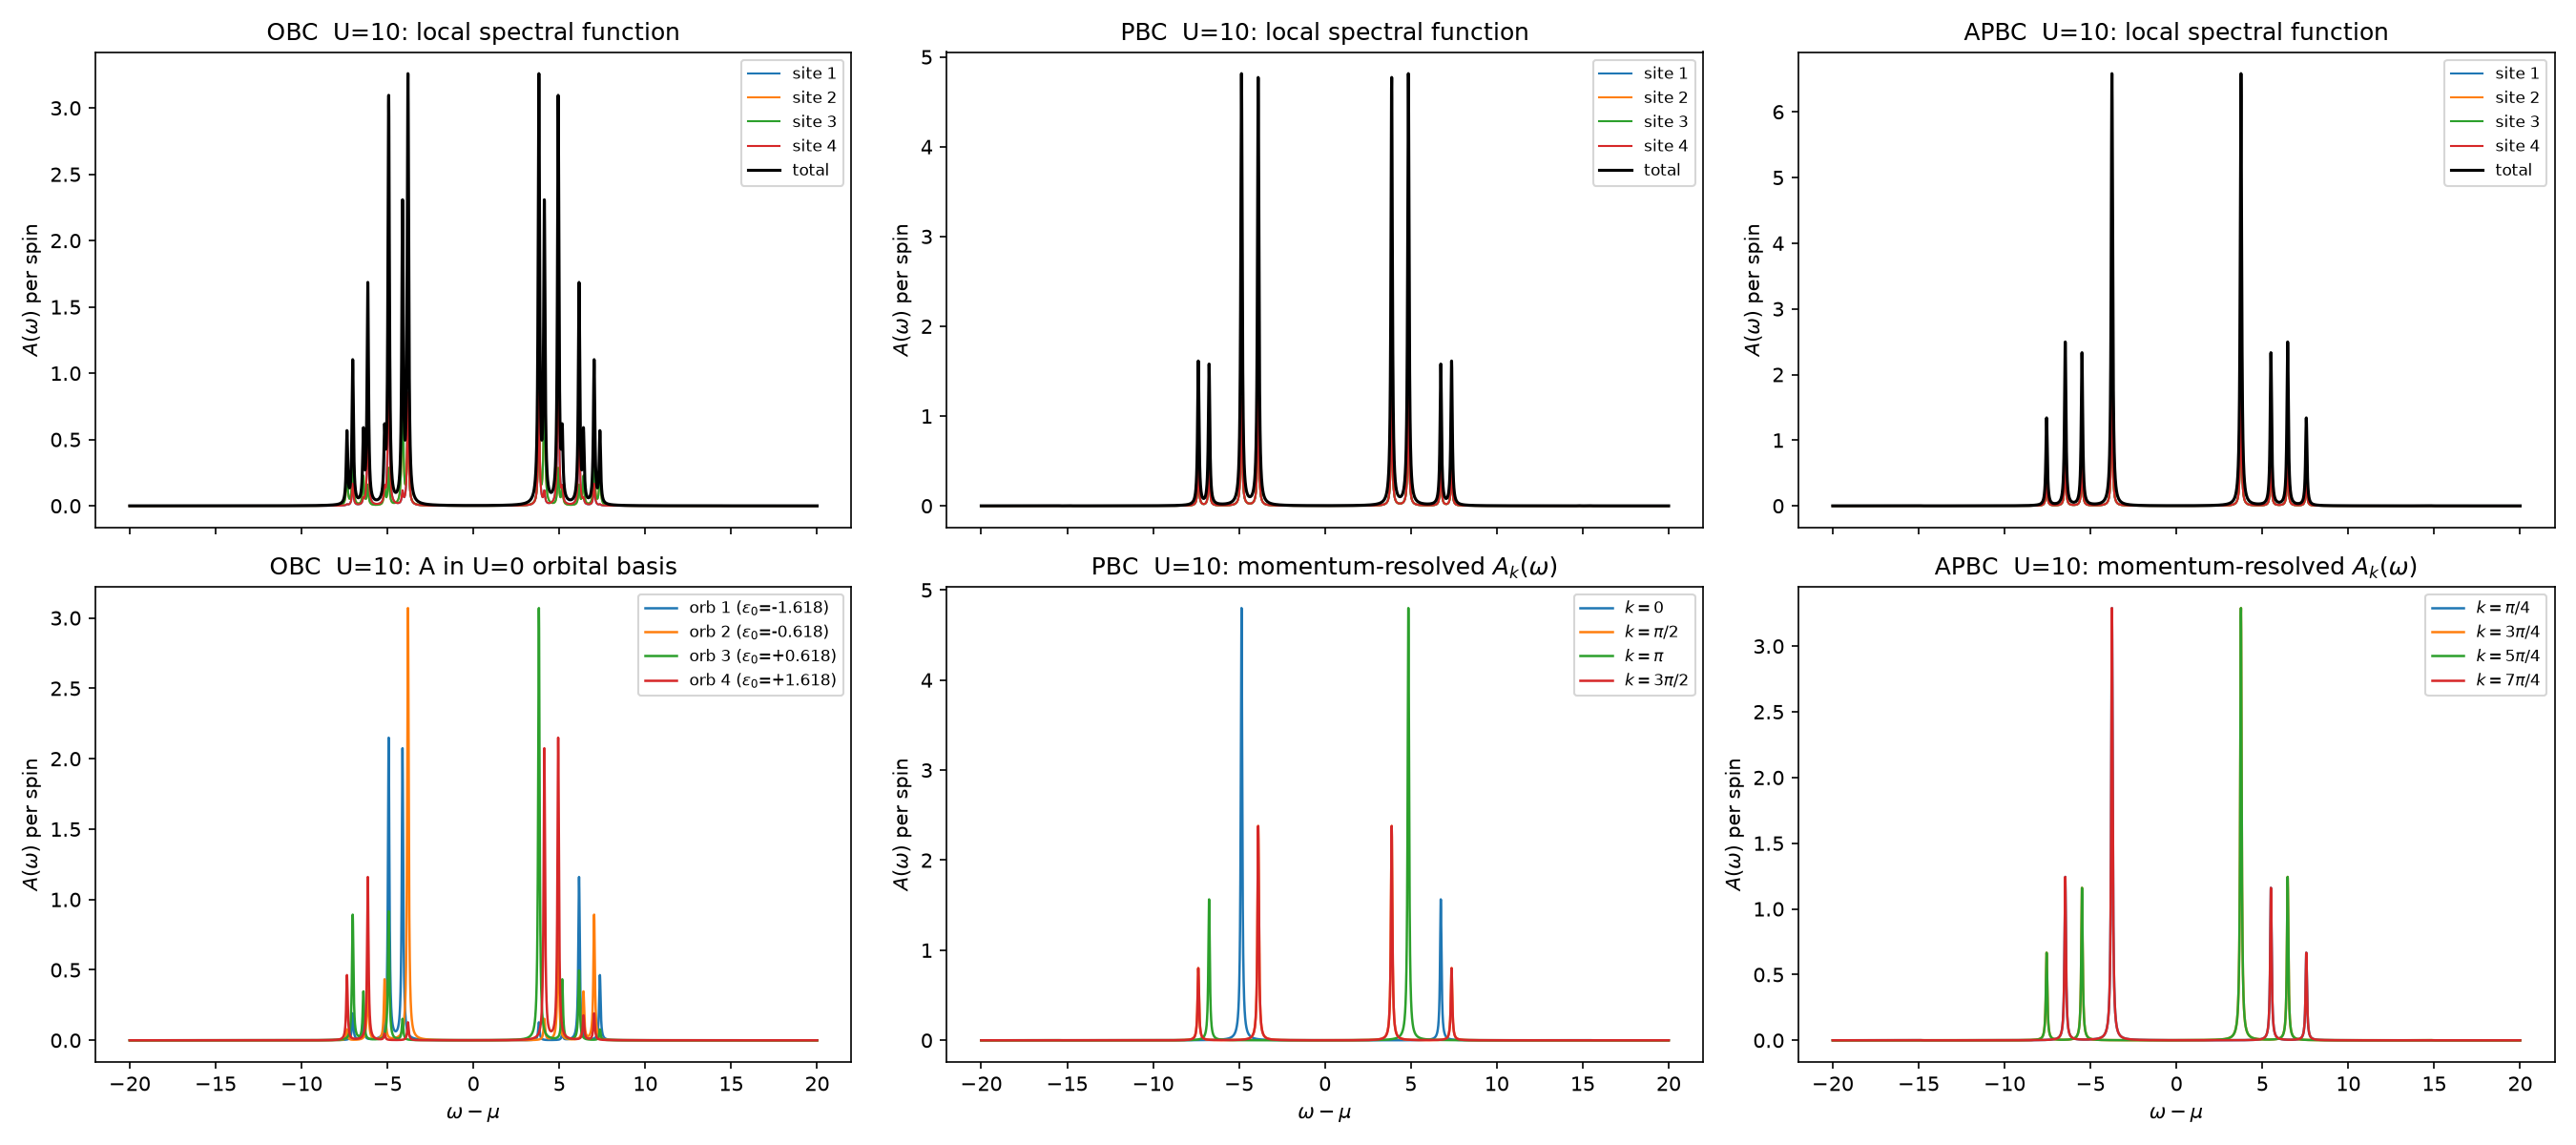 OBC  U=10: local spectral function
A(ω) per spin
3.0
2.5
2.0
1.5
1.0
0.5
0.0
site 1
site 2
site 3
site 4
total
PBC  U=10: local spectral function
A(ω) per spin
5
4
3
2
1
0
site 1
site 2
site 3
site 4
total
APBC  U=10: local spectral function
A(ω) per spin
6
5
4
3
2
1
0
site 1
site 2
site 3
site 4
total
OBC  U=10: A in U=0 orbital basis
A(ω) per spin
3.0
2.5
2.0
1.5
1.0
0.5
0.0
orb 1 (ε₀=-1.618)
orb 2 (ε₀=-0.618)
orb 3 (ε₀=+0.618)
orb 4 (ε₀=+1.618)
−20 −15 −10 −5 0 5 10 15 20
ω − μ
PBC  U=10: momentum-resolved Aₖ(ω)
A(ω) per spin
5
4
3
2
1
0
k = 0
k = π/2
k = π
k = 3π/2
−20 −15 −10 −5 0 5 10 15 20
ω − μ
APBC  U=10: momentum-resolved Aₖ(ω)
A(ω) per spin
3.0
2.5
2.0
1.5
1.0
0.5
0.0
k = π/4
k = 3π/4
k = 5π/4
k = 7π/4
−20 −15 −10 −5 0 5 10 15 20
ω − μ